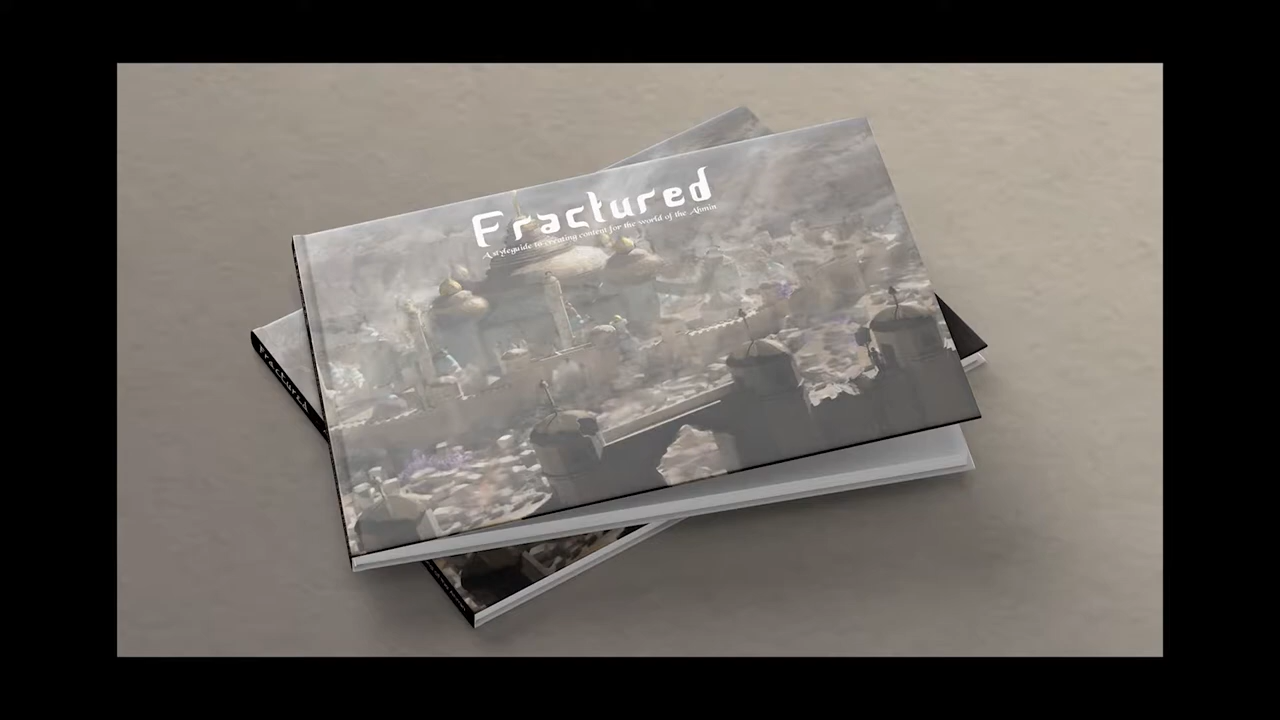 Fractured
A styleguide to creating content for the world of the Ahmin
Fractured